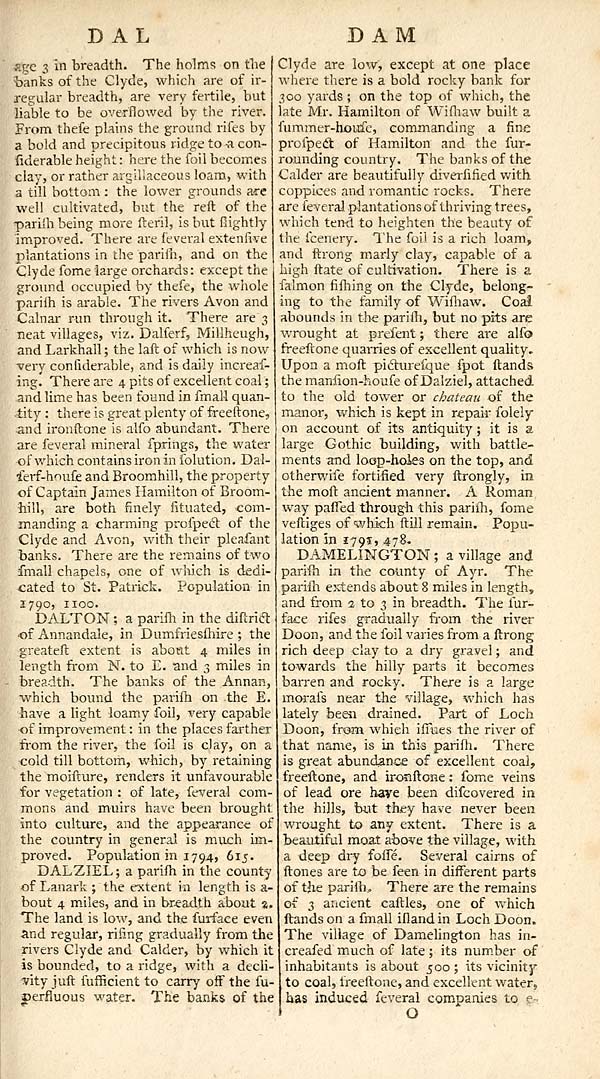 DAL
DAM
age 3 in breadth. The holms on the
banks of the Clyde, which are of ir-
regular breadth, are very fertile, but
liable to be overflowed by the river.
From theſe plains the ground riſes by
a bold and precipitous ridge to a con-
ſiderable height: here the ſoil becomes
clay, or rather argillaceous loam, with
a till bottom: the lower grounds are
well cultivated, but the reſt of the
pariſh being more ſteril, is but ſlightly
improved. There are ſeveral extenſive
plantations in the pariſh, and on the
Clyde ſome large orchards: except the
ground occupied by theſe, the whole
pariſh is arable. The rivers Avon and
Calnar run through it. There are 3
neat villages, viz. Dalſerf, Millheugh,
and Larkhall; the laſt of which is now
very conſiderable, and is daily increaſ-
ing. There are 4 pits of excellent coal;
and lime has been found in ſmall quan-
tity: there is great plenty of freeſtone,
and ironſtone is alſo abundant. There
are ſeveral mineral ſprings, the water
of which contains iron in ſolution. Dal-
ſerf-houſe and Broomhill, the property
of Captain James Hamilton of Broom-
hill, are both finely ſituated, com-
manding a charming proſpect of the
Clyde and Avon, with their pleaſant
banks. There are the remains of two
ſmall chapels, one of which is dedi-
cated to St. Patrick. Population in
1790, 1100.
DALTON; a pariſh in the diſtrict
of Annandale, in Dumfriesſhire; the
greateſt extent is about 4 miles in
length from N. to E. and 3 miles in
breadth. The banks of the Annan,
which bound the pariſh on the E.
have a light loamy ſoil, very capable
of improvement: in the places farther
from the river, the ſoil is clay, on a
cold till bottom, which, by retaining
the moiſture, renders it unfavourable
for vegetation: of late, ſeveral com-
mons and muirs have been brought
into culture, and the appearance of
the country in general is much im-
proved. Population in 1794, 615.
DALZIEL; a pariſh in the county
of Lanark; the extent in length is a-
bout 4 miles, and in breadth about 2.
The land is low, and the ſurface even
and regular, riſing gradually from the
rivers Clyde and Calder, by which it
is bounded, to a ridge, with a decli-
vity juſt ſufficient to carry off the ſu-
perfluous water. The banks of the
Clyde are low, except at one place
where there is a bold rocky bank for
300 yards; on the top of which, the
late Mr. Hamilton of Wiſhaw built a
ſummer-houſe, commanding a fine
proſpect of Hamilton and the ſur-
rounding country. The banks of the
Calder are beautifully diverſified with
coppices and romantic rocks. There
are ſeveral plantations of thriving trees,
which tend to heighten the beauty of
the ſcenery. The ſoil is a rich loam,
and ſtrong marly clay, capable of a
high ſtate of cultivation. There is a
ſalmon fiſhing on the Clyde, belong-
ing to the family of Wiſhaw. Coal
abounds in the pariſh, but no pits are
wrought at preſent; there are alſo
freeſtone quarries of excellent quality.
Upon a moſt pictureſque ſpot ſtands
the manſion-houſe of Dalziel, attached
to the old tower or chateau of the
manor, which is kept in repair ſolely
on account of its antiquity; it is a
large Gothic building, with battle-
ments and loop-holes on the top, and
otherwiſe fortified very ſtrongly, in
the moſt ancient manner. A Roman
way paſſed through this pariſh, ſome
veſtiges of which ſtill remain. Popu-
lation in 1791, 478.
DAMELINGTON; a village and
pariſh in the county of Ayr. The
pariſh extends about 8 miles in length,
and from 2 to 3 in breadth. The ſur-
face riſes gradually from the river
Doon, and the ſoil varies from a ſtrong
rich deep clay to a dry gravel; and
towards the hilly parts it becomes
barren and rocky. There is a large
moraſs near the village, which has
lately been drained. Part of Loch
Doon, from which iſſues the river of
that name, is in this pariſh. There
is great abundance of excellent coal,
freeſtone, and ironſtone: ſome veins
of lead ore have been diſcovered in
the hills, but they have never been
wrought to any extent. There is a
beautiful moat above the village, with
a deep dry foſſé. Several cairns of
ſtones are to be ſeen in different parts
of the pariſh. There are the remains
of 3 ancient caſtles, one of which
ſtands on a ſmall iſland in Loch Doon.
The village of Damelington has in-
creaſed much of late; its number of
inhabitants is about 500; its vicinity
to coal, freeſtone, and excellent water,
has induced ſeveral companies to e-
O